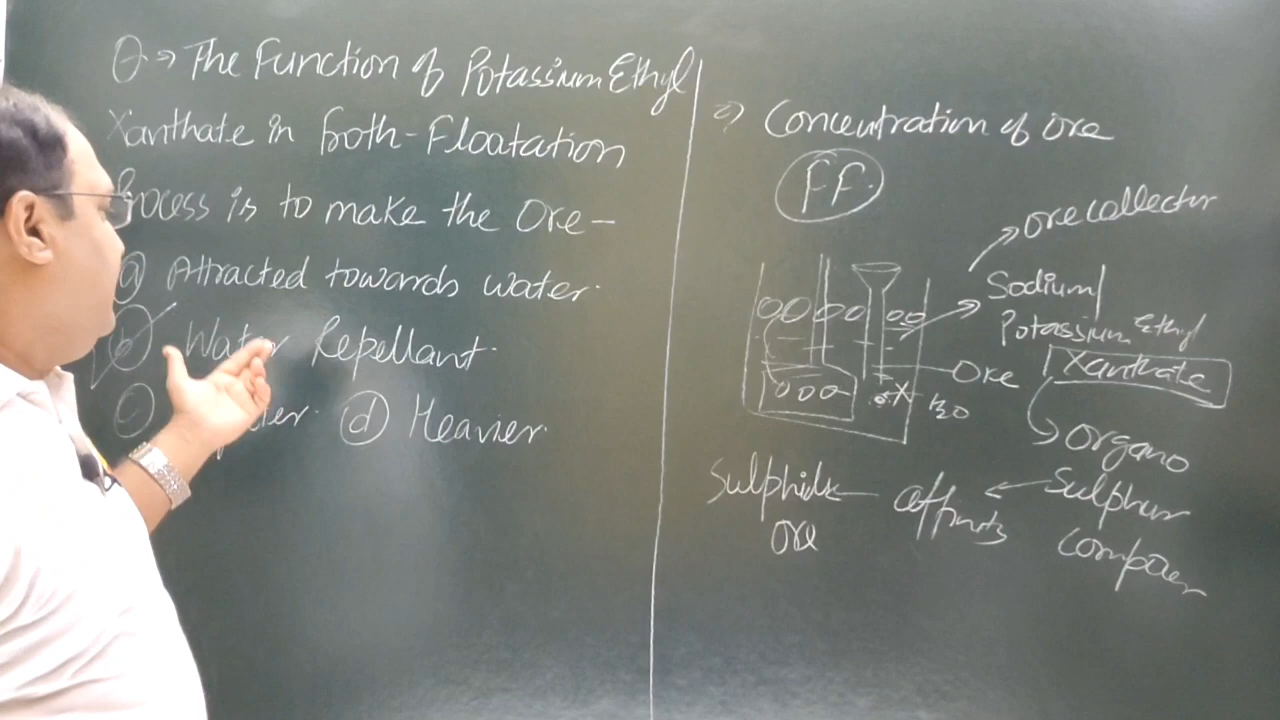 Q → The Function of Potassium Ethyl
Xanthate in Froth-Floatation
Process is to make the Ore –
a) Attracted towards water.
b) Water Repellant.
c) d) Heavier.
⇒ Concentration of Ore
FF.
Ore collector
Sodium/
Potassium Ethyl
Xanthate
Ore
H2O
Organo
Sulphur
Sulphide
Ore